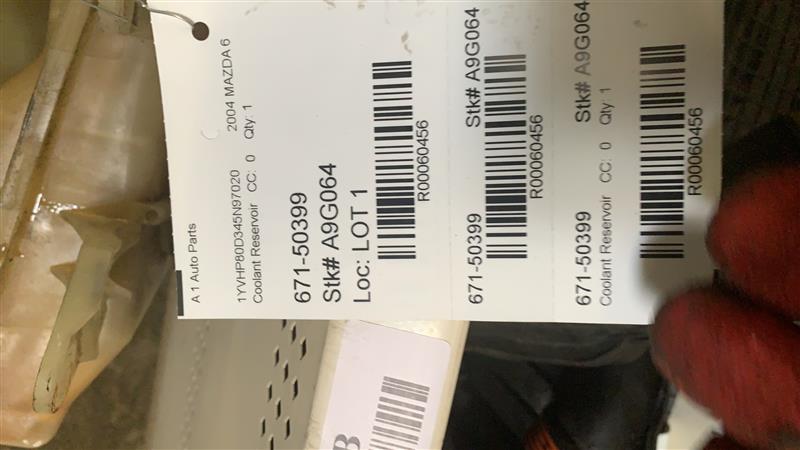 A 1 Auto Parts
1YVHP80D345N97020 2004 MAZDA 6
Coolant Reservoir CC: 0 Qty: 1
671-50399
Stk# A9G064
Loc: LOT 1
R00060456
671-50399 Stk# A9G064
R00060456
671-50399 Stk# A9G064
Coolant Reservoir CC: 0 Qty: 1
R00060456
B